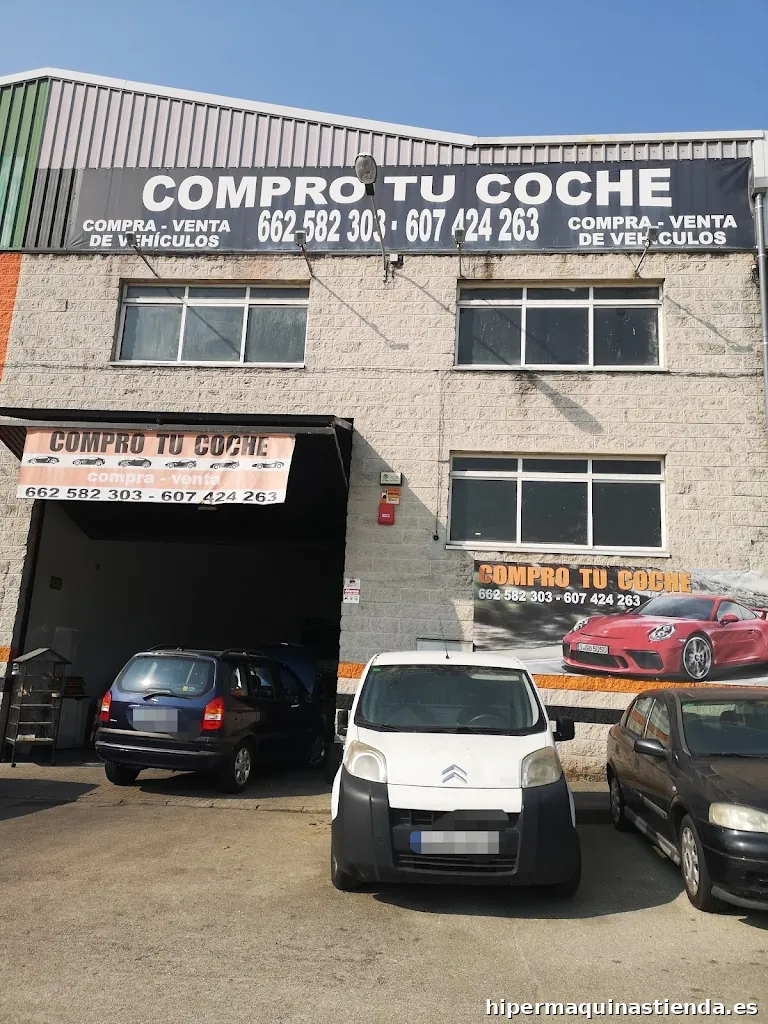 COMPRO TU COCHE
COMPRA - VENTA
DE VEHÍCULOS
662 582 303 - 607 424 263
COMPRA - VENTA
DE VEHÍCULOS
COMPRO TU COCHE
compra - venta
662 582 303 - 607 424 263
COMPRO TU COCHE
662 582 303 - 607 424 263
hipermaquinastienda.es